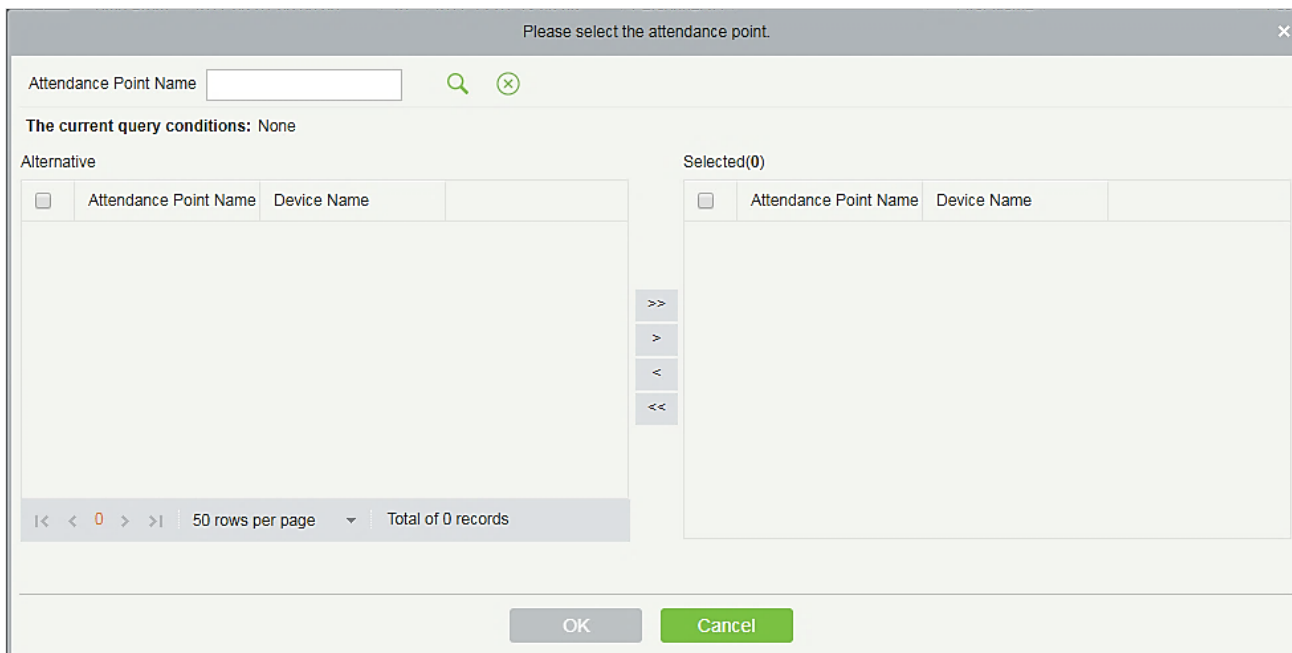 Please select the attendance point.
×
Attendance Point Name
The current query conditions: None
Alternative
Selected(0)
Attendance Point Name Device Name
Attendance Point Name Device Name
>>
>
<
<<
|< < 0 > >| 50 rows per page Total of 0 records
OK Cancel